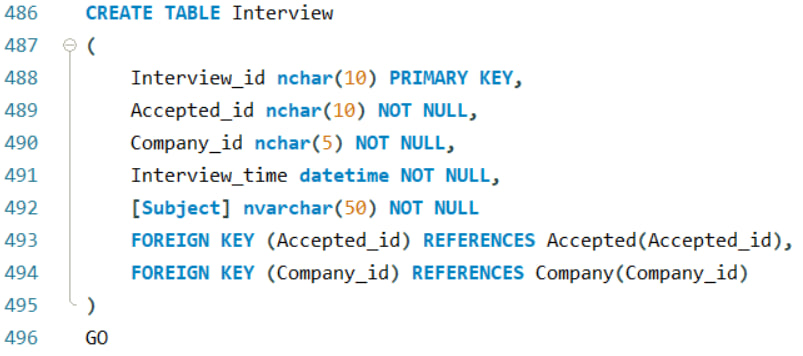 486 CREATE TABLE Interview
487 (
488 Interview_id nchar(10) PRIMARY KEY,
489 Accepted_id nchar(10) NOT NULL,
490 Company_id nchar(5) NOT NULL,
491 Interview_time datetime NOT NULL,
492 [Subject] nvarchar(50) NOT NULL
493 FOREIGN KEY (Accepted_id) REFERENCES Accepted(Accepted_id),
494 FOREIGN KEY (Company_id) REFERENCES Company(Company_id)
495 )
496 GO